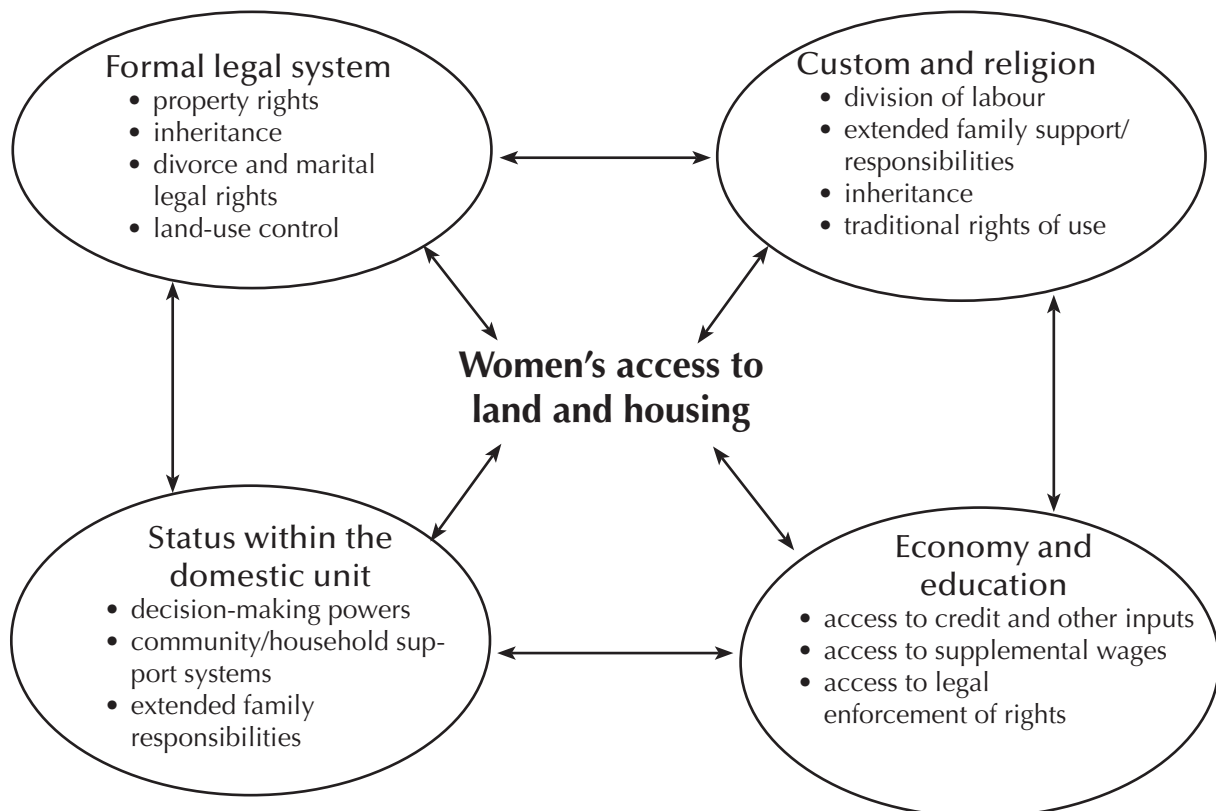 Formal legal system
• property rights
• inheritance
• divorce and marital
legal rights
• land-use control
Custom and religion
• division of labour
• extended family support/
responsibilities
• inheritance
• traditional rights of use
Women’s access to
land and housing
Status within the
domestic unit
• decision-making powers
• community/household sup-
port systems
• extended family
responsibilities
Economy and
education
• access to credit and other inputs
• access to supplemental wages
• access to legal
enforcement of rights